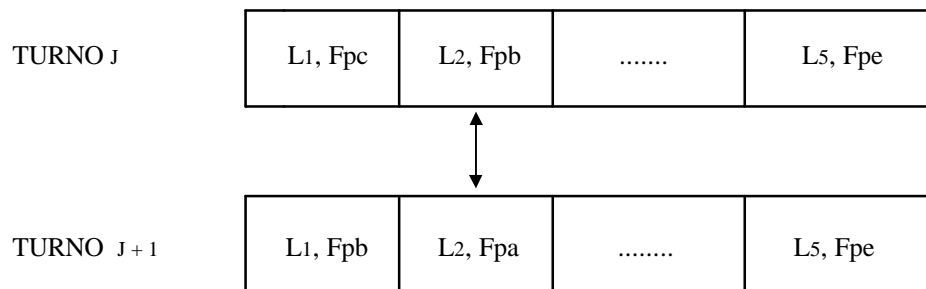 TURNO J L1, Fpc L2, Fpb ....... L5, Fpe
TURNO J + 1 L1, Fpb L2, Fpa ........ L5, Fpe